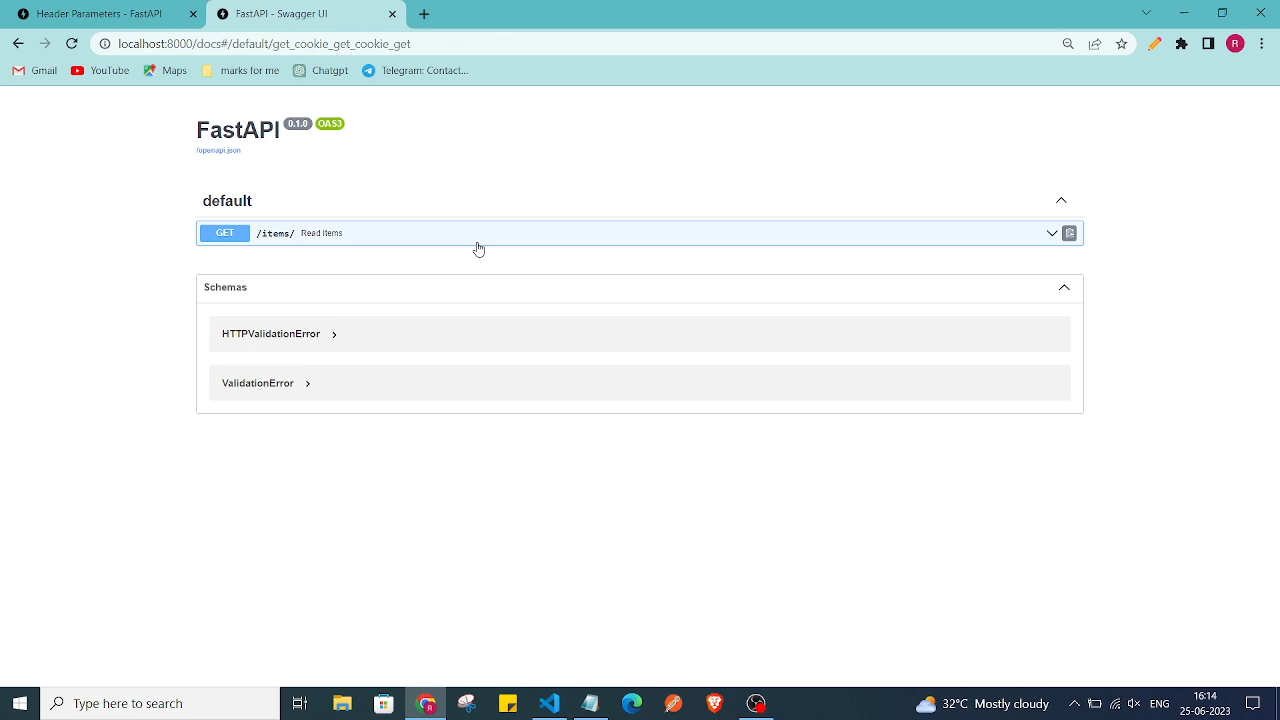 Header Parameters - FastAPI
FastAPI - Swagger UI
localhost:8000/docs#/default/get_cookie_get_cookie_get
R
Gmail
YouTube
Maps
marks for me
Chatgpt
Telegram: Contact...
FastAPI 0.1.0 OAS3
/openapi.json
default
GET /items/ Read Items
Schemas
HTTPValidationError
ValidationError
Type here to search
32°C Mostly cloudy
ENG
16:14
25-06-2023